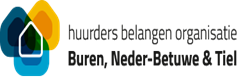 huurders belangen organisatie
Buren, Neder-Betuwe & Tiel